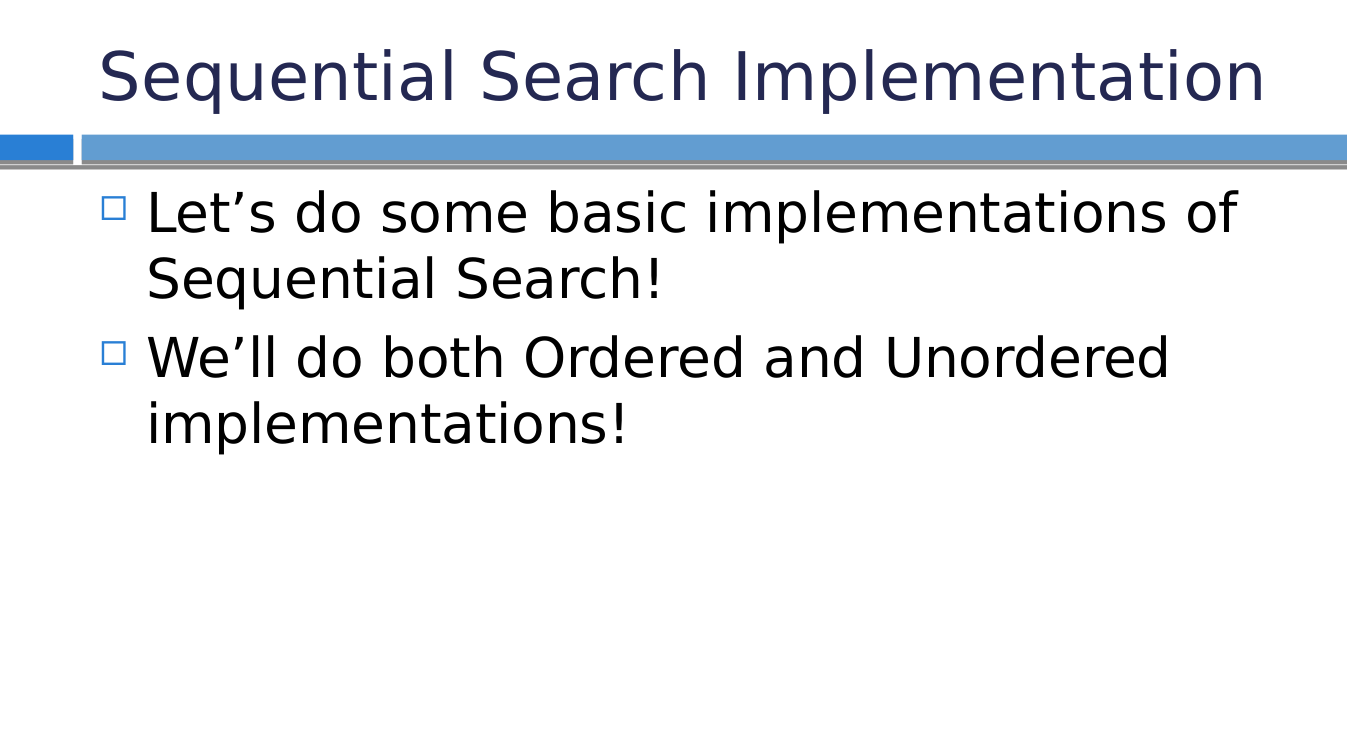 Sequential Search Implementation
Let’s do some basic implementations of
Sequential Search!
We’ll do both Ordered and Unordered
implementations!